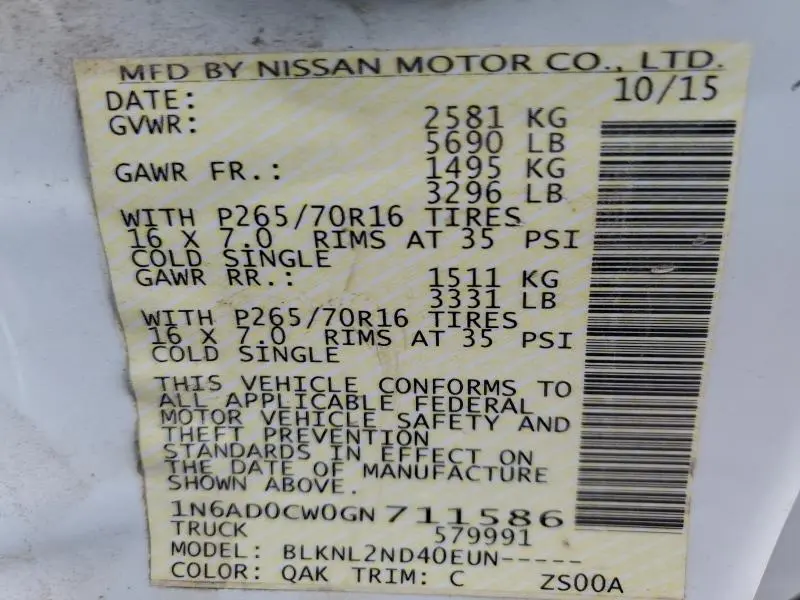 MFD BY NISSAN MOTOR CO., LTD.
DATE: 10/15
GVWR: 2581 KG
5690 LB
GAWR FR.: 1495 KG
3296 LB
WITH P265/70R16 TIRES
16 X 7.0 RIMS AT 35 PSI
COLD SINGLE
GAWR RR.: 1511 KG
3331 LB
WITH P265/70R16 TIRES
16 X 7.0 RIMS AT 35 PSI
COLD SINGLE
THIS VEHICLE CONFORMS TO
ALL APPLICABLE FEDERAL
MOTOR VEHICLE SAFETY AND
THEFT PREVENTION
STANDARDS IN EFFECT ON
THE DATE OF MANUFACTURE
SHOWN ABOVE.
1N6AD0CW0GN711586
TRUCK 579991
MODEL: BLKNL2ND40EUN-----
COLOR: QAK TRIM: C ZS00A